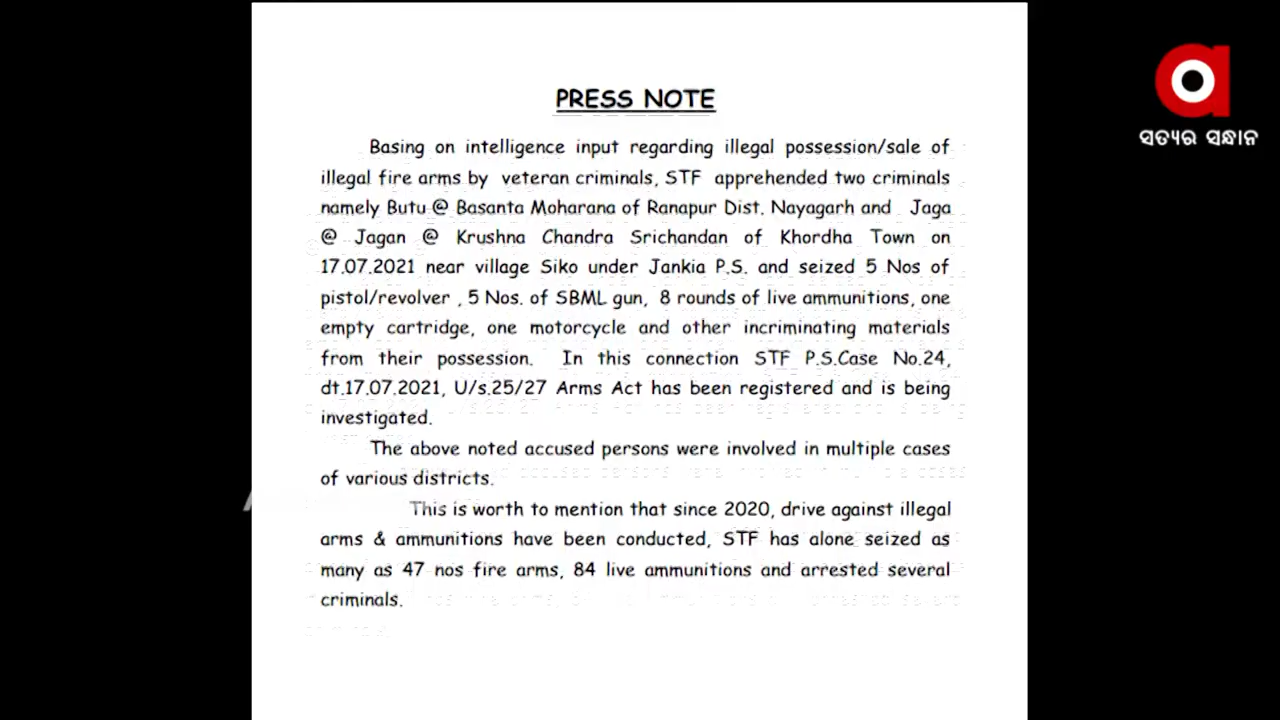 PRESS NOTE
ସତ୍ୟର ସନ୍ଧାନ
Basing on intelligence input regarding illegal possession/sale of
illegal fire arms by veteran criminals, STF apprehended two criminals
namely Butu @ Basanta Moharana of Ranapur Dist. Nayagarh and Jaga
@ Jagan @ Krushna Chandra Srichandan of Khordha Town on
17.07.2021 near village Siko under Jankia P.S. and seized 5 Nos of
pistol/revolver , 5 Nos. of SBML gun, 8 rounds of live ammunitions, one
empty cartridge, one motorcycle and other incriminating materials
from their possession. In this connection STF P.S.Case No.24,
dt.17.07.2021, U/s.25/27 Arms Act has been registered and is being
investigated.
The above noted accused persons were involved in multiple cases
of various districts.
This is worth to mention that since 2020, drive against illegal
arms & ammunitions have been conducted, STF has alone seized as
many as 47 nos fire arms, 84 live ammunitions and arrested several
criminals.